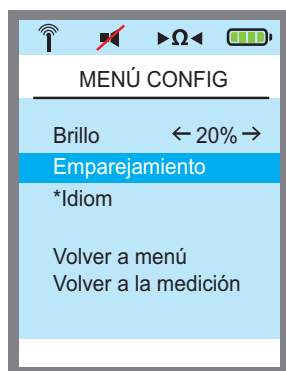 ►Ω◄
MENÚ CONFIG
Brillo ←20%→
Emparejamiento
*Idiom
Volver a menú
Volver a la medición